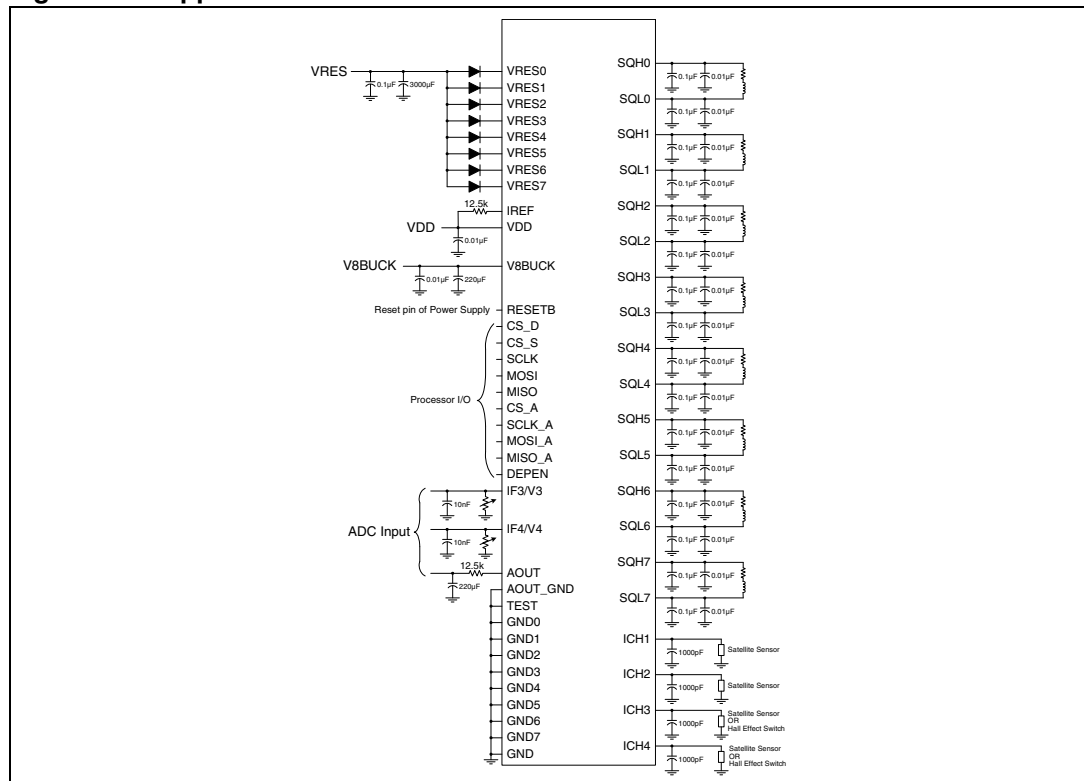 VRES
0.1µF
3000µF
VRES0
VRES1
VRES2
VRES3
VRES4
VRES5
VRES6
VRES7
12.5k
IREF
VDD
VDD
0.01µF
V8BUCK
V8BUCK
0.01µF
220µF
Reset pin of Power Supply
RESETB
CS_D
CS_S
SCLK
MOSI
MISO
Processor I/O
CS_A
SCLK_A
MOSI_A
MISO_A
DEPEN
IF3/V3
10nF
ADC Input
IF4/V4
10nF
12.5k
AOUT
220µF
AOUT_GND
TEST
GND0
GND1
GND2
GND3
GND4
GND5
GND6
GND7
GND
SQH0
0.1µF
0.01µF
SQL0
0.1µF
0.01µF
SQH1
0.1µF
0.01µF
SQL1
0.1µF
0.01µF
SQH2
0.1µF
0.01µF
SQL2
0.1µF
0.01µF
SQH3
0.1µF
0.01µF
SQL3
0.1µF
0.01µF
SQH4
0.1µF
0.01µF
SQL4
0.1µF
0.01µF
SQH5
0.1µF
0.01µF
SQL5
0.1µF
0.01µF
SQH6
0.1µF
0.01µF
SQL6
0.1µF
0.01µF
SQH7
0.1µF
0.01µF
SQL7
0.1µF
0.01µF
ICH1
1000pF
Satellite Sensor
ICH2
1000pF
Satellite Sensor
ICH3
1000pF
Satellite Sensor
OR
Hall Effect Switch
ICH4
1000pF
Satellite Sensor
OR
Hall Effect Switch